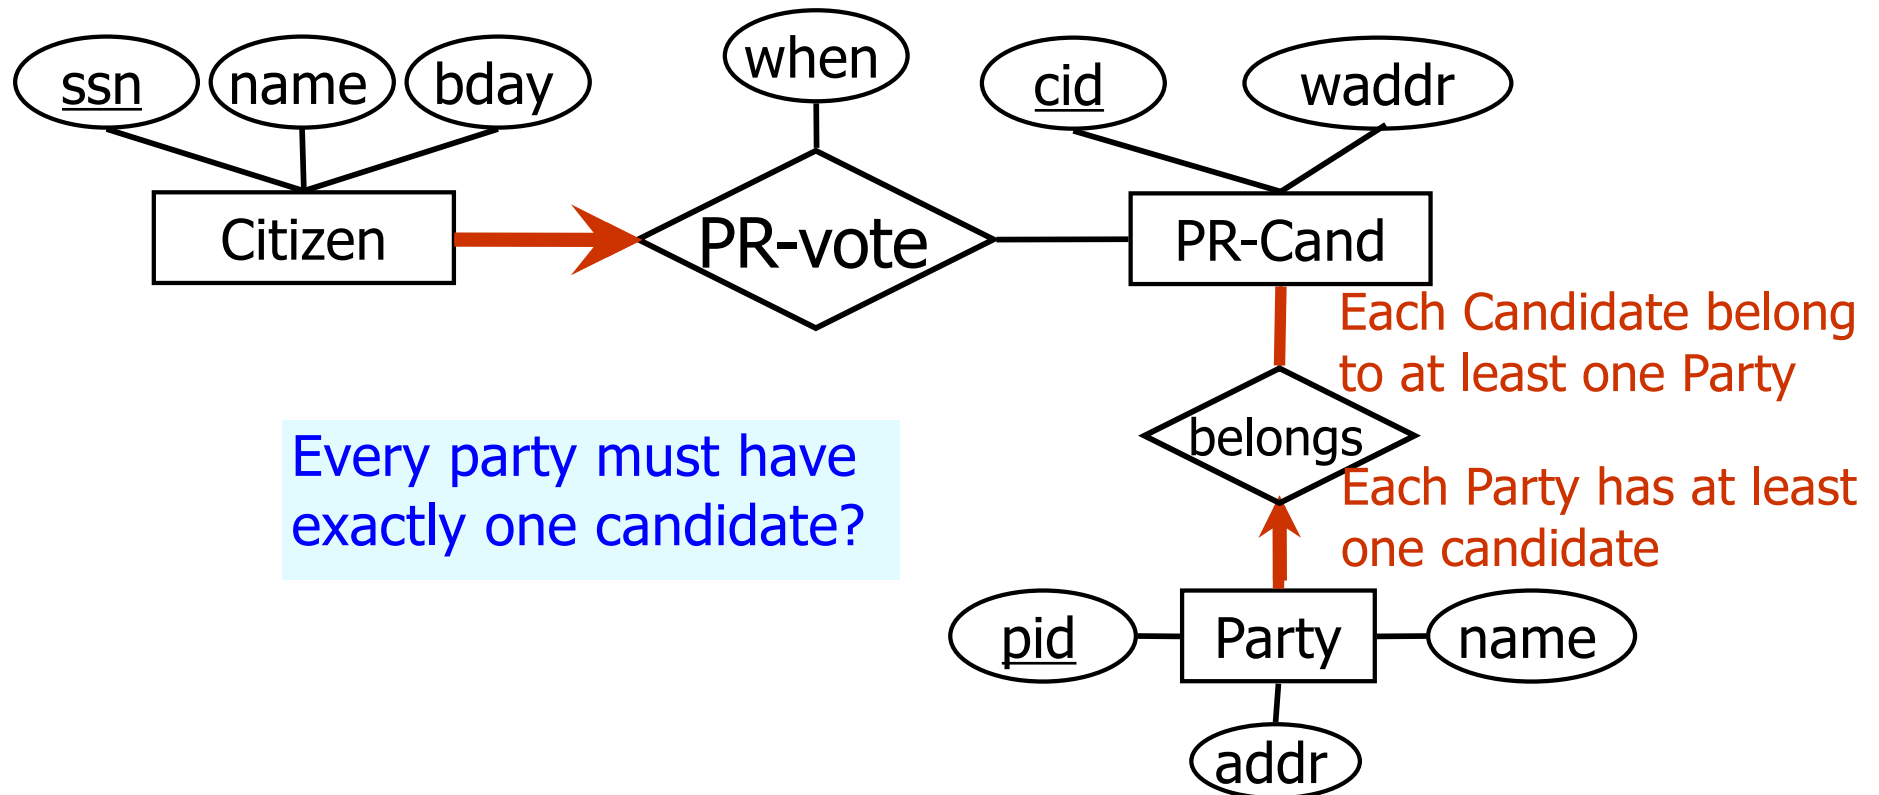 ssn
name
bday
when
cid
waddr
Citizen
PR-vote
PR-Cand
Each Candidate belong
to at least one Party
belongs
Every party must have
exactly one candidate?
Each Party has at least
one candidate
pid
Party
name
addr